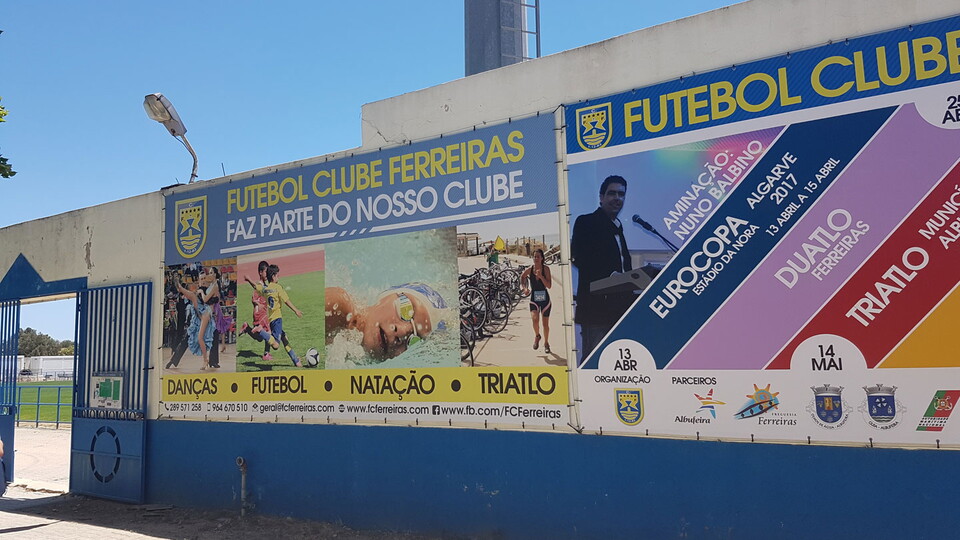 FUTEBOL CLUBE FERREIRAS
FAZ PARTE DO NOSSO CLUBE
DANÇAS • FUTEBOL • NATAÇÃO • TRIATLO
289 571 258 964 670 510 geral@fcferreiras.com www.fcferreiras.com www.fb.com/FCFerreiras
FUTEBOL CLUBE
AMINAÇÃO:
NUNO BALBINO
EUROCOPA
ESTÁDIO DA NORA
ALGARVE
2017
13 ABRIL A 15 ABRIL
DUATLO
FERREIRAS
TRIATLO
13
ABR
14
MAI
ORGANIZAÇÃO
PARCEIROS
Albufeira
FREGUESIA
Ferreiras